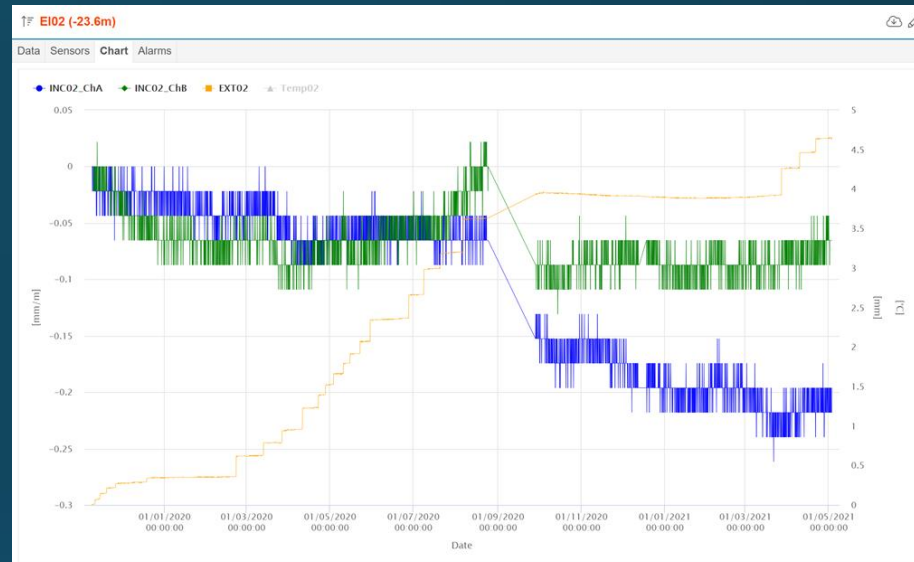 EI02 (-23.6m)
Data Sensors Chart Alarms
INC02_ChA INC02_ChB EXT02 Temp02
0.05
0
-0.05
-0.1
-0.15
-0.2
-0.25
-0.3
[mm/m]
5
4.5
4
3.5
3
2.5
2
1.5
1
0.5
0
[mm]
[°C]
01/01/2020 01/03/2020 01/05/2020 01/07/2020 01/09/2020 01/11/2020 01/01/2021 01/03/2021 01/05/2021
00:00:00 00:00:00 00:00:00 00:00:00 00:00:00 00:00:00 00:00:00 00:00:00 00:00:00
Date